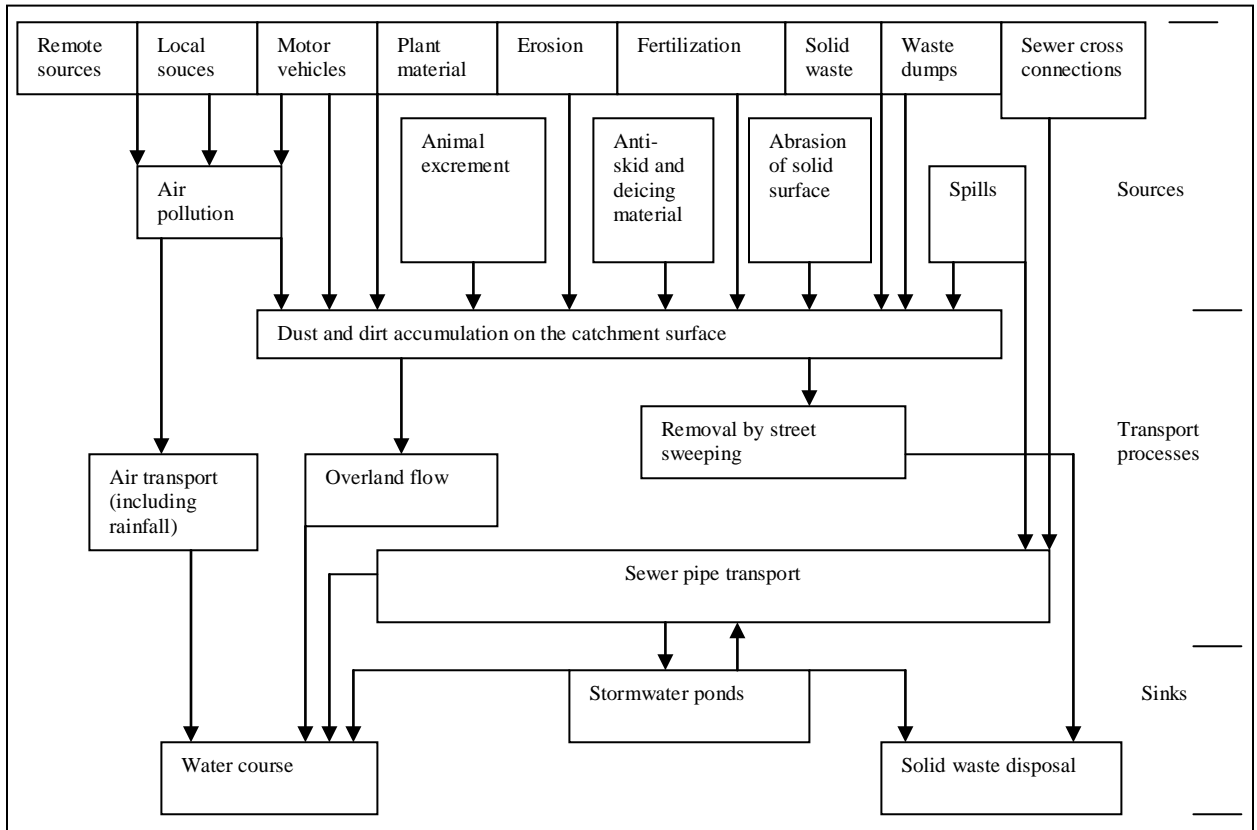 Remote
sources
Local
souces
Motor
vehicles
Plant
material
Erosion
Fertilization
Solid
waste
Waste
dumps
Sewer cross
connections
Animal
excrement
Anti-
skid and
deicing
material
Abrasion
of solid
surface
Air
pollution
Spills
Sources
Dust and dirt accumulation on the catchment surface
Removal by street
sweeping
Transport
processes
Air transport
(including
rainfall)
Overland flow
Sewer pipe transport
Stormwater ponds
Sinks
Water course
Solid waste disposal